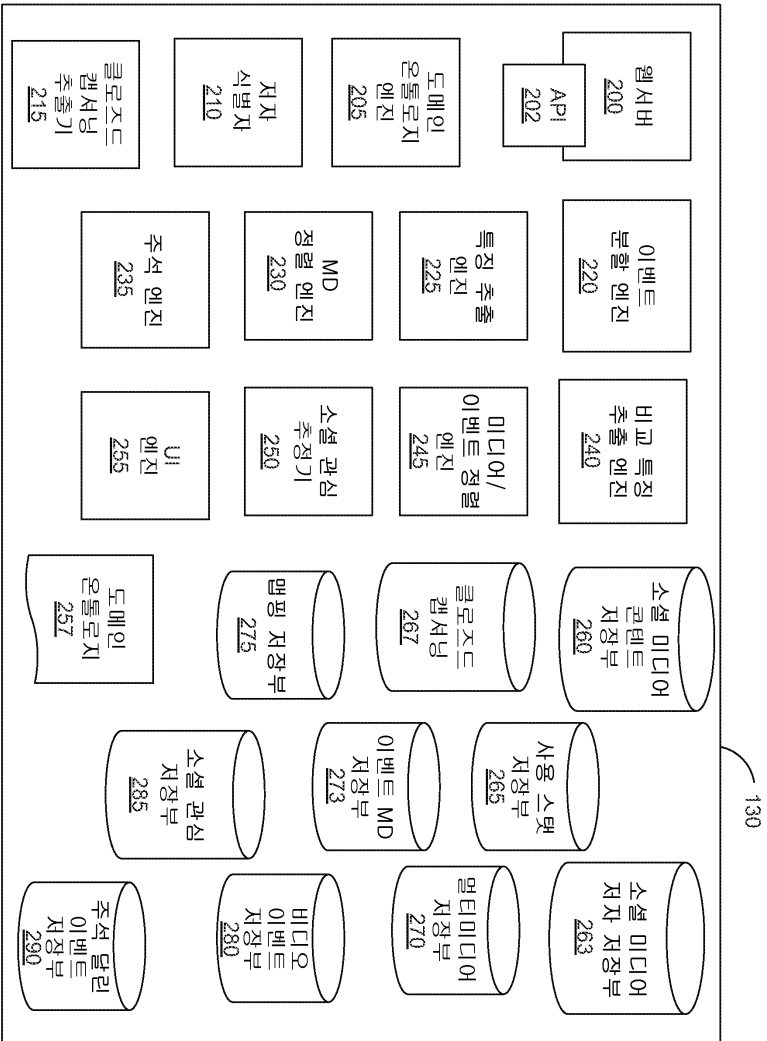 130
웹서버
200
API
202
이벤트
분할 엔진
220
비교 특징
추출 엔진
240
소셜 미디어
콘텐트
저장부
260
소셜 미디어
저자 저장부
263
도메인
온톨로지
엔진
205
특징 추출
엔진
225
미디어/
이벤트 정렬
엔진
245
클로즈드
캡셔닝
267
사용 스탯
저장부
265
멀티미디어
저장부
270
저자
식별자
210
MD
정렬 엔진
230
소셜 관심
추정기
250
맵핑 저장부
275
이벤트 MD
저장부
273
비디오
이벤트
저장부
280
클로즈드
캡셔닝
추출기
215
주석 엔진
235
UI
엔진
255
도메인
온톨로지
257
소셜 관심
저장부
285
주석 달린
이벤트
저장부
290